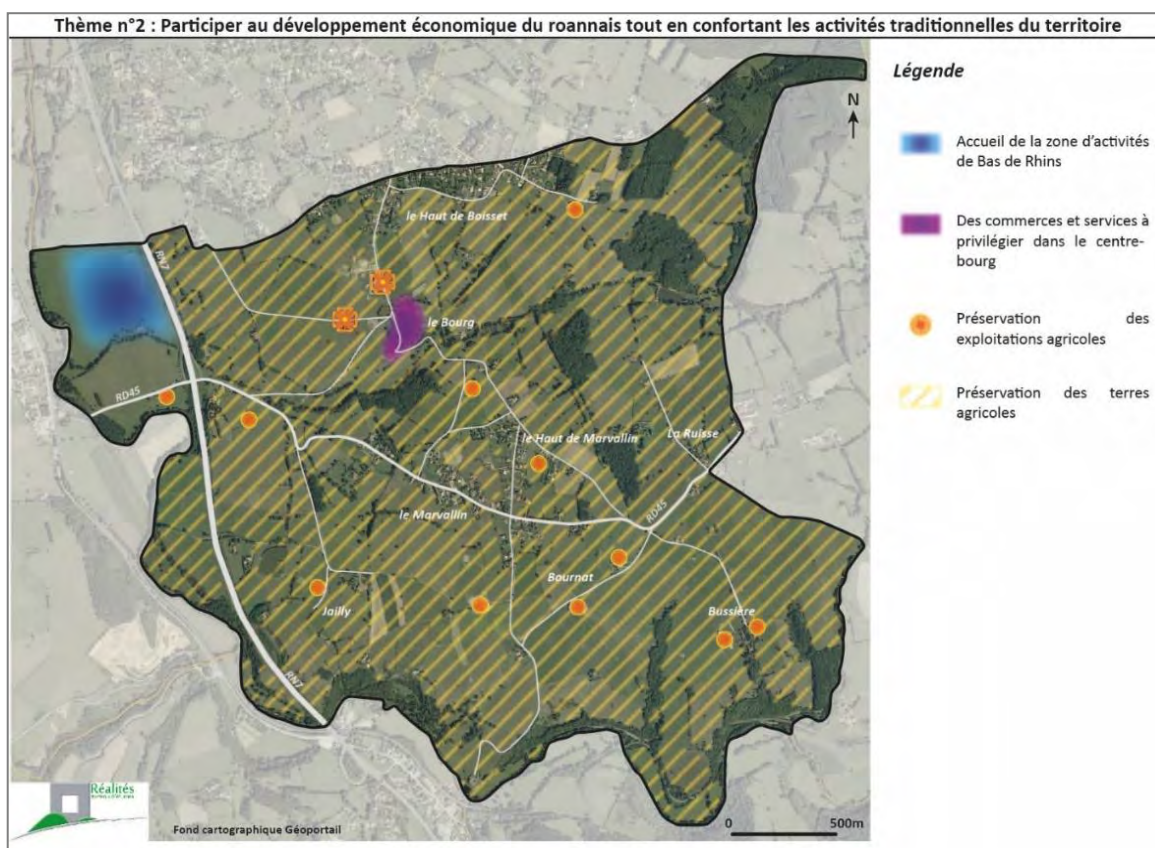 Thème n°2 : Participer au développement économique du roannais tout en confortant les activités traditionnelles du territoire
Légende
N
Accueil de la zone d'activités
de Bas de Rhins
Des commerces et services à
privilégier dans le centre-
bourg
Préservation des
exploitations agricoles
Préservation des terres
agricoles
le Haut de Boisset
RN7
le Bourg
RD45
le Haut de Marvallin
La Ruisse
le Marvallin
RD45
Bournat
Jailly
Bussière
RN7
Réalités
Fond cartographique Géoportail
0 500m